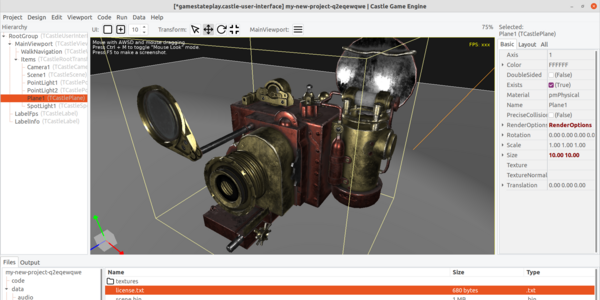 [*gamestateplay.castle-user-interface] my-new-project-q2eqewqwe | Castle Game Engine
Project Edit Viewport Code Run Data Help
UI: 10 Transform: MainViewport: 75%
Hierarchy
RootGroup (TCastleUserInter
MainViewport (TCastleView
WalkNavigation (TCastleW
Items (TCastleRootTrans
Camera1 (TCastleCame
Scene1 (TCastleScene)
PointLight1 (TCastlePo
PointLight2 (TCastlePo
Plane1 (TCastlePlane)
SpotLight1 (TCastleSp
LabelFps (TCastleLabel)
LabelInfo (TCastleLabel)
Move with AWSD and mouse dragging.
Press Ctrl + M to toggle "Mouse Look" mode.
Press F5 to make a screenshot.
FPS: xxx
Selected:
Plane1 (TCastlePlane)
Basic Layout All
Axis 1
Color FFFFFF
DoubleSided (False)
Exists (True)
Material pmPhysical
Name Plane1
PreciseCollision (False)
RenderOptions RenderOptions
Rotation 0.00 0.00 0.00 0.0
Scale 1.00 1.00 1.00
Size 10.00 10.00
Texture
TextureNormal
Translation 0.00 0.00 0.00
Files Output
my-new-project-q2eqewqwe
code
data
audio
Name Size Type
textures
license.txt 680 bytes .txt
scene.bin 1 MB .bin